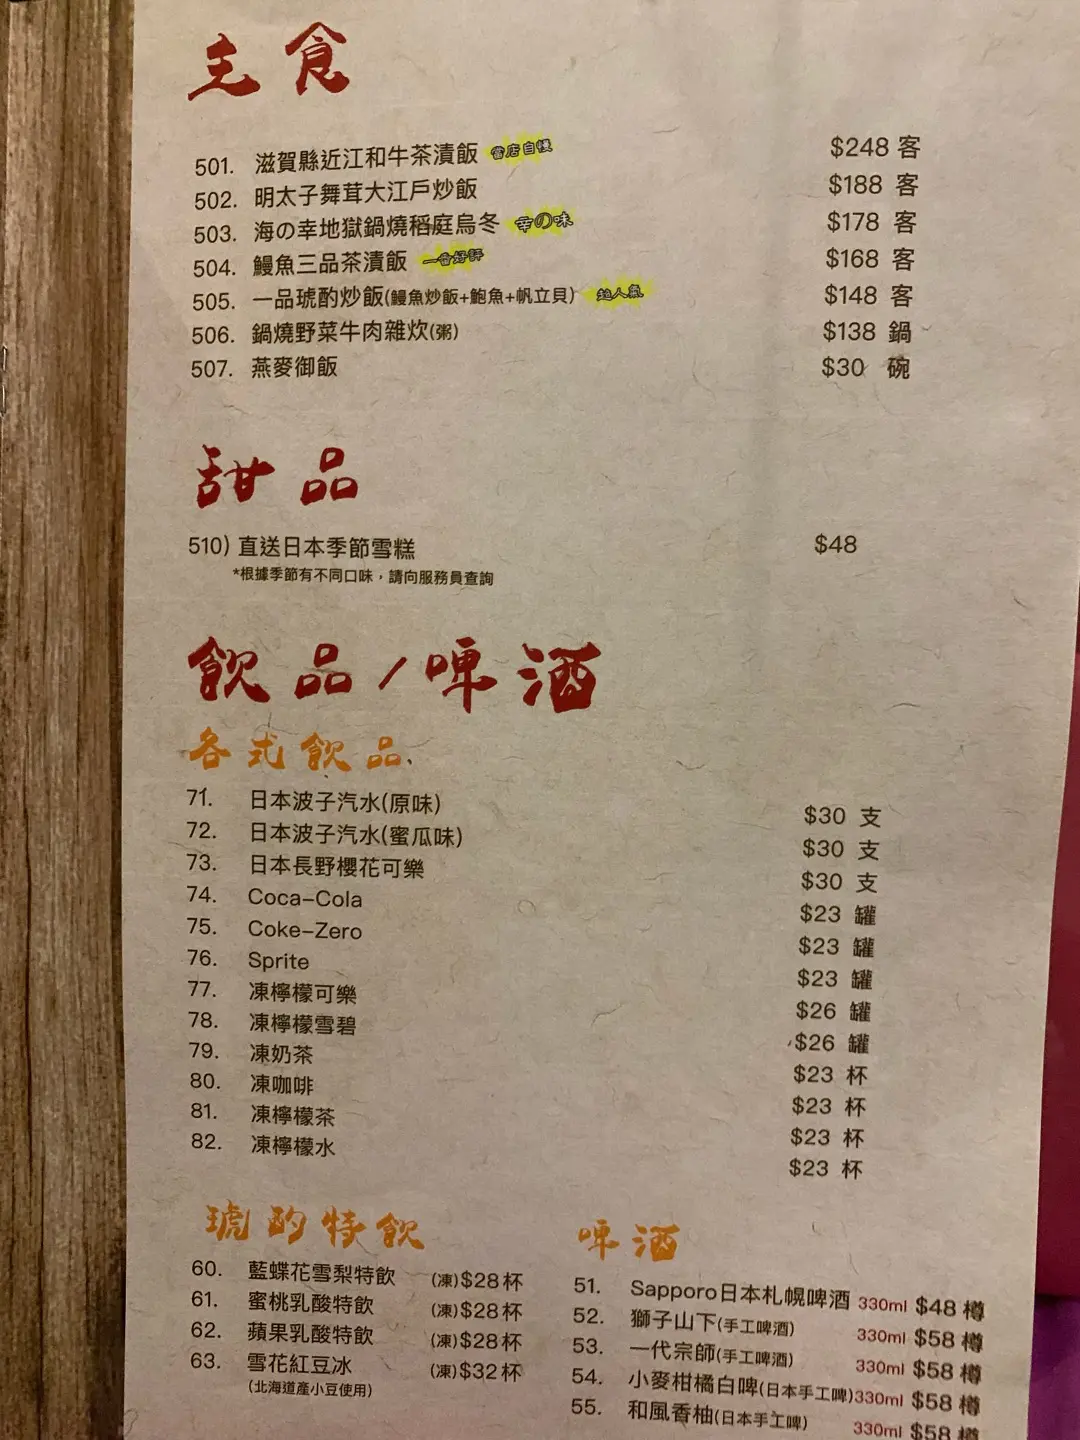 主食
501. 滋賀縣近江和牛茶漬飯 當店自慢 $248 客
502. 明太子舞茸大江戶炒飯 $188 客
503. 海の幸地獄鍋燒稻庭烏冬 幸の味 $178 客
504. 鰻魚三品茶漬飯 一番好評 $168 客
505. 一品琥酌炒飯(鰻魚炒飯+鮑魚+帆立貝) 超人氣 $148 客
506. 鍋燒野菜牛肉雜炊(粥) $138 鍋
507. 燕麥御飯 $30 碗
甜品
510) 直送日本季節雪糕 $48
*根據季節有不同口味，請向服務員查詢
飲品/啤酒
各式飲品
71. 日本波子汽水(原味) $30 支
72. 日本波子汽水(蜜瓜味) $30 支
73. 日本長野櫻花可樂 $30 支
74. Coca-Cola $23 罐
75. Coke-Zero $23 罐
76. Sprite $23 罐
77. 凍檸檬可樂 $26 罐
78. 凍檸檬雪碧 $26 罐
79. 凍奶茶 $23 杯
80. 凍咖啡 $23 杯
81. 凍檸檬茶 $23 杯
82. 凍檸檬水 $23 杯
琥酌特飲
60. 藍蝶花雪梨特飲 (凍)$28杯
61. 蜜桃乳酸特飲 (凍)$28杯
62. 蘋果乳酸特飲 (凍)$28杯
63. 雪花紅豆冰 (凍)$32杯
(北海道產小豆使用)
啤酒
51. Sapporo日本札幌啤酒 330ml $48 樽
52. 獅子山下(手工啤酒) 330ml $58 樽
53. 一代宗師(手工啤酒) 330ml $58 樽
54. 小麥柑橘白啤(日本手工啤) 330ml $58 樽
55. 和風香柚(日本手工啤) 330ml $58 樽